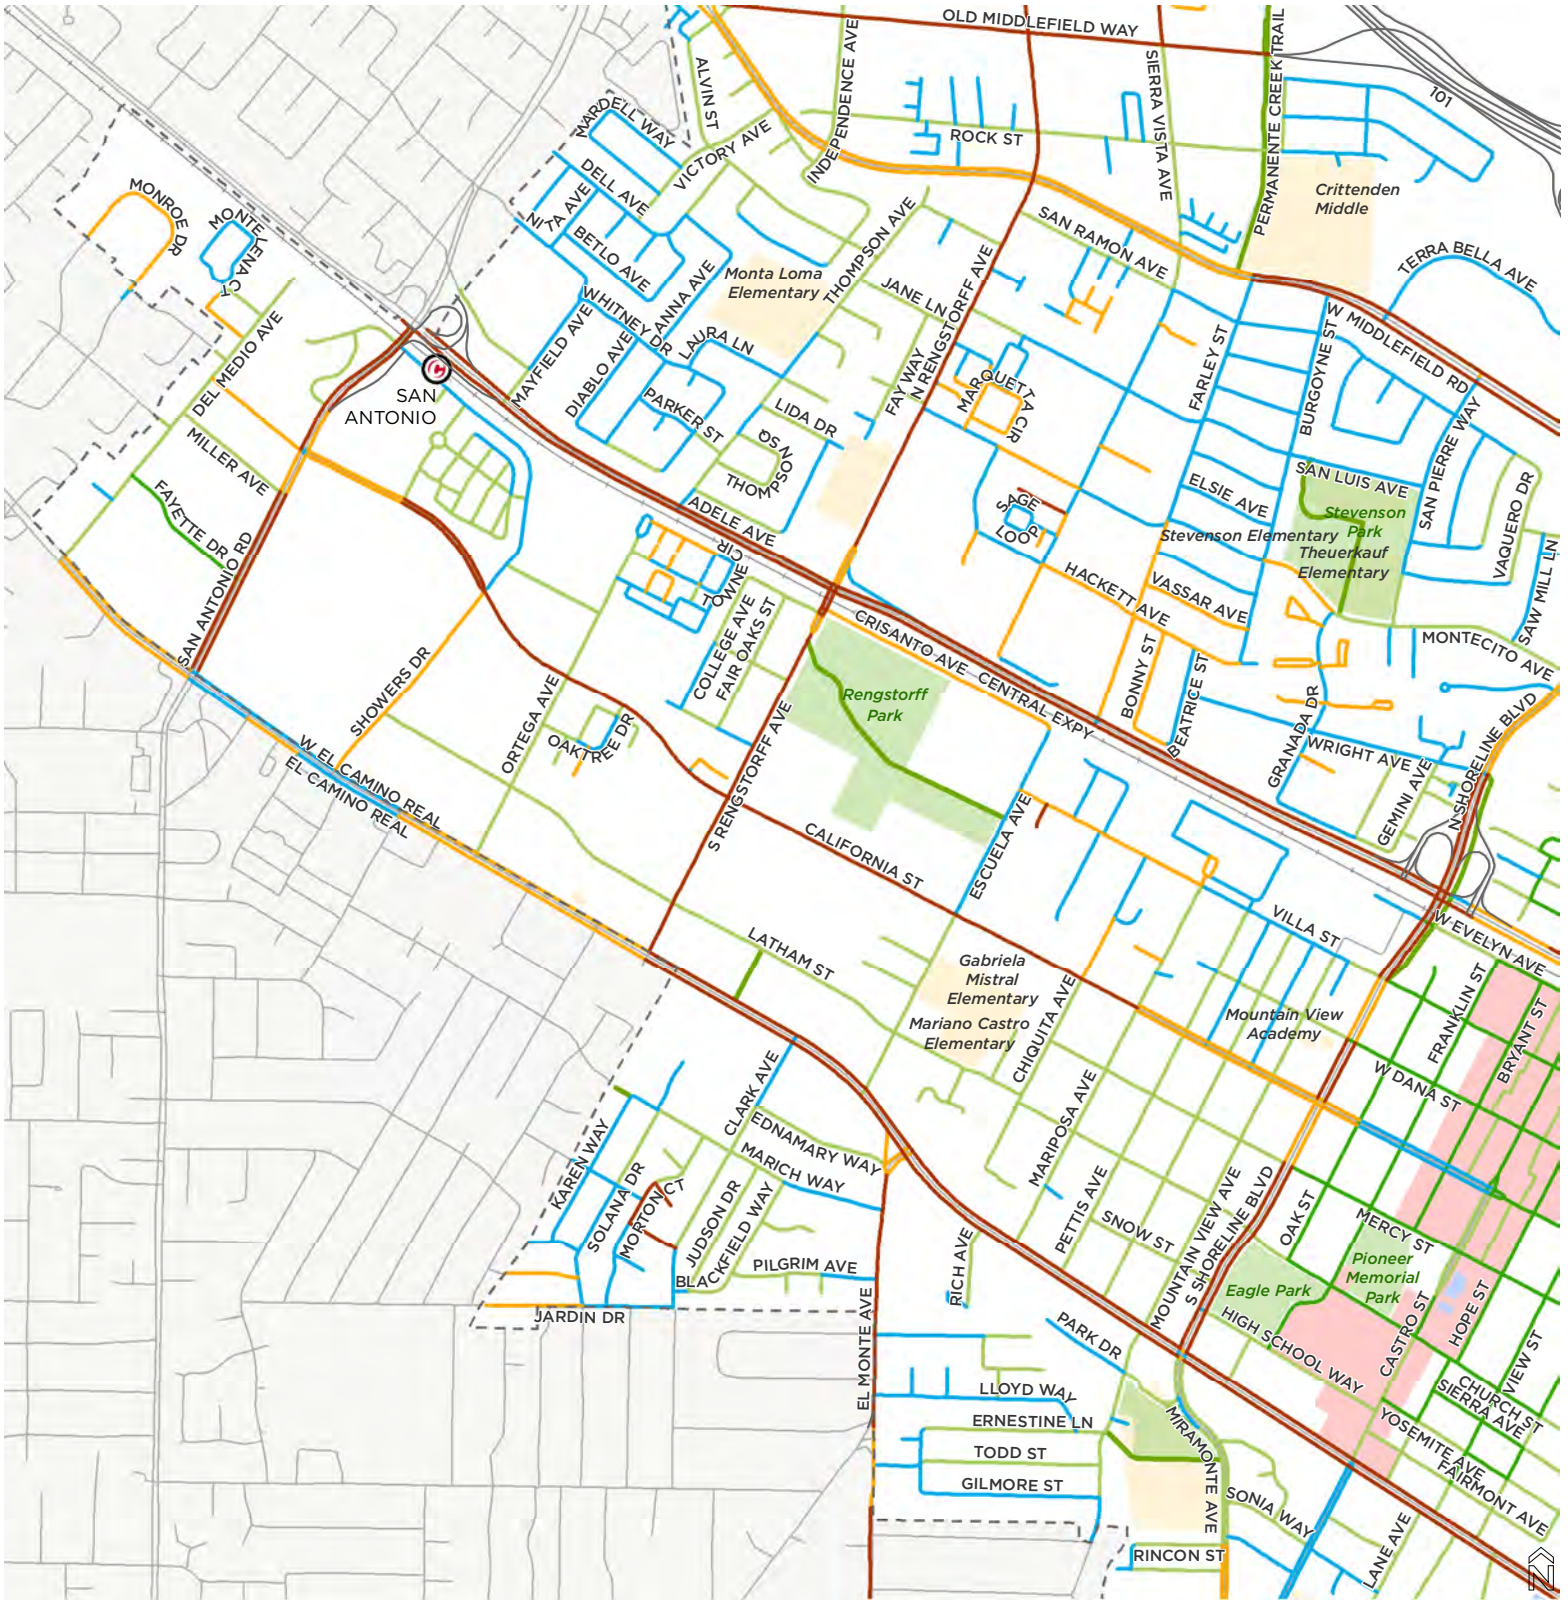 OLD MIDDLEFIELD WAY
101
ALVIN ST
INDEPENDENCE AVE
SIERRA VISTA AVE
PERMANENTE CREEK TRAIL
NARDELL WAY
VICTORY AVE
ROCK ST
DELL AVE
NITA AVE
BETLO AVE
MONROE DR
MONTELENA CT
Crittenden
Middle
SAN RAMON AVE
THOMPSON AVE
TERRA BELLA AVE
Monta Loma
Elementary
ANNA AVE
WHITNEY DR
JANE LN
N RENGSTORFF AVE
W MIDDLEFIELD RD
DEL MEDIO AVE
MAYFIELD AVE
DIABLO AVE
LAURA LN
FAY WAY
FARLEY ST
BURGOYNE ST
SAN
ANTONIO
MARQUETTA CIR
PARKER ST
LIDA DR
THOMPSON SQ
SAN PIERRE WAY
MILLER AVE
SAN LUIS AVE
VAQUERO DR
FAYETTE DR
ADELE AVE
SAGE
LOOP
ELSIE AVE
Stevenson
Park
Stevenson Elementary
Theuerkauf
Elementary
SAN ANTONIO RD
TOWNE CIR
COLLEGE AVE
FAIR OAKS ST
CRISANTO AVE
HACKETT AVE
VASSAR AVE
SAW MILL LN
MONTECITO AVE
SHOWERS DR
ORTEGA AVE
OAKTREE DR
Rengstorff
Park
CENTRAL EXPY
BONNY ST
BEATRICE ST
GRANADA DR
WRIGHT AVE
GEMINI AVE
N SHORELINE BLVD
W EL CAMINO REAL
EL CAMINO REAL
S RENGSTORFF AVE
CALIFORNIA ST
ESCUELA AVE
VILLA ST
W EVELYN AVE
LATHAM ST
Gabriela
Mistral
Elementary
Mariano Castro
Elementary
CHIQUITA AVE
Mountain View
Academy
FRANKLIN ST
BRYANT ST
W DANA ST
CLARK AVE
EDNAMARY WAY
MARICH WAY
KAREN WAY
SOLANA DR
MORTON CT
JUDSON DR
BLACKFIELD WAY
PILGRIM AVE
JARDIN DR
MARIPOSA AVE
PETTIS AVE
SNOW ST
MOUNTAIN VIEW AVE
S SHORELINE BLVD
OAK ST
MERCY ST
Pioneer
Memorial
Park
Eagle Park
HIGH SCHOOL WAY
CASTRO ST
HOPE ST
VIEW ST
RICH AVE
EL MONTE AVE
PARK DR
LLOYD WAY
ERNESTINE LN
TODD ST
GILMORE ST
MIRAMONTE AVE
CHURCH ST
SIERRA AVE
YOSEMITE AVE
FAIRMONT AVE
SONIA WAY
LANE AVE
RINCON ST
N